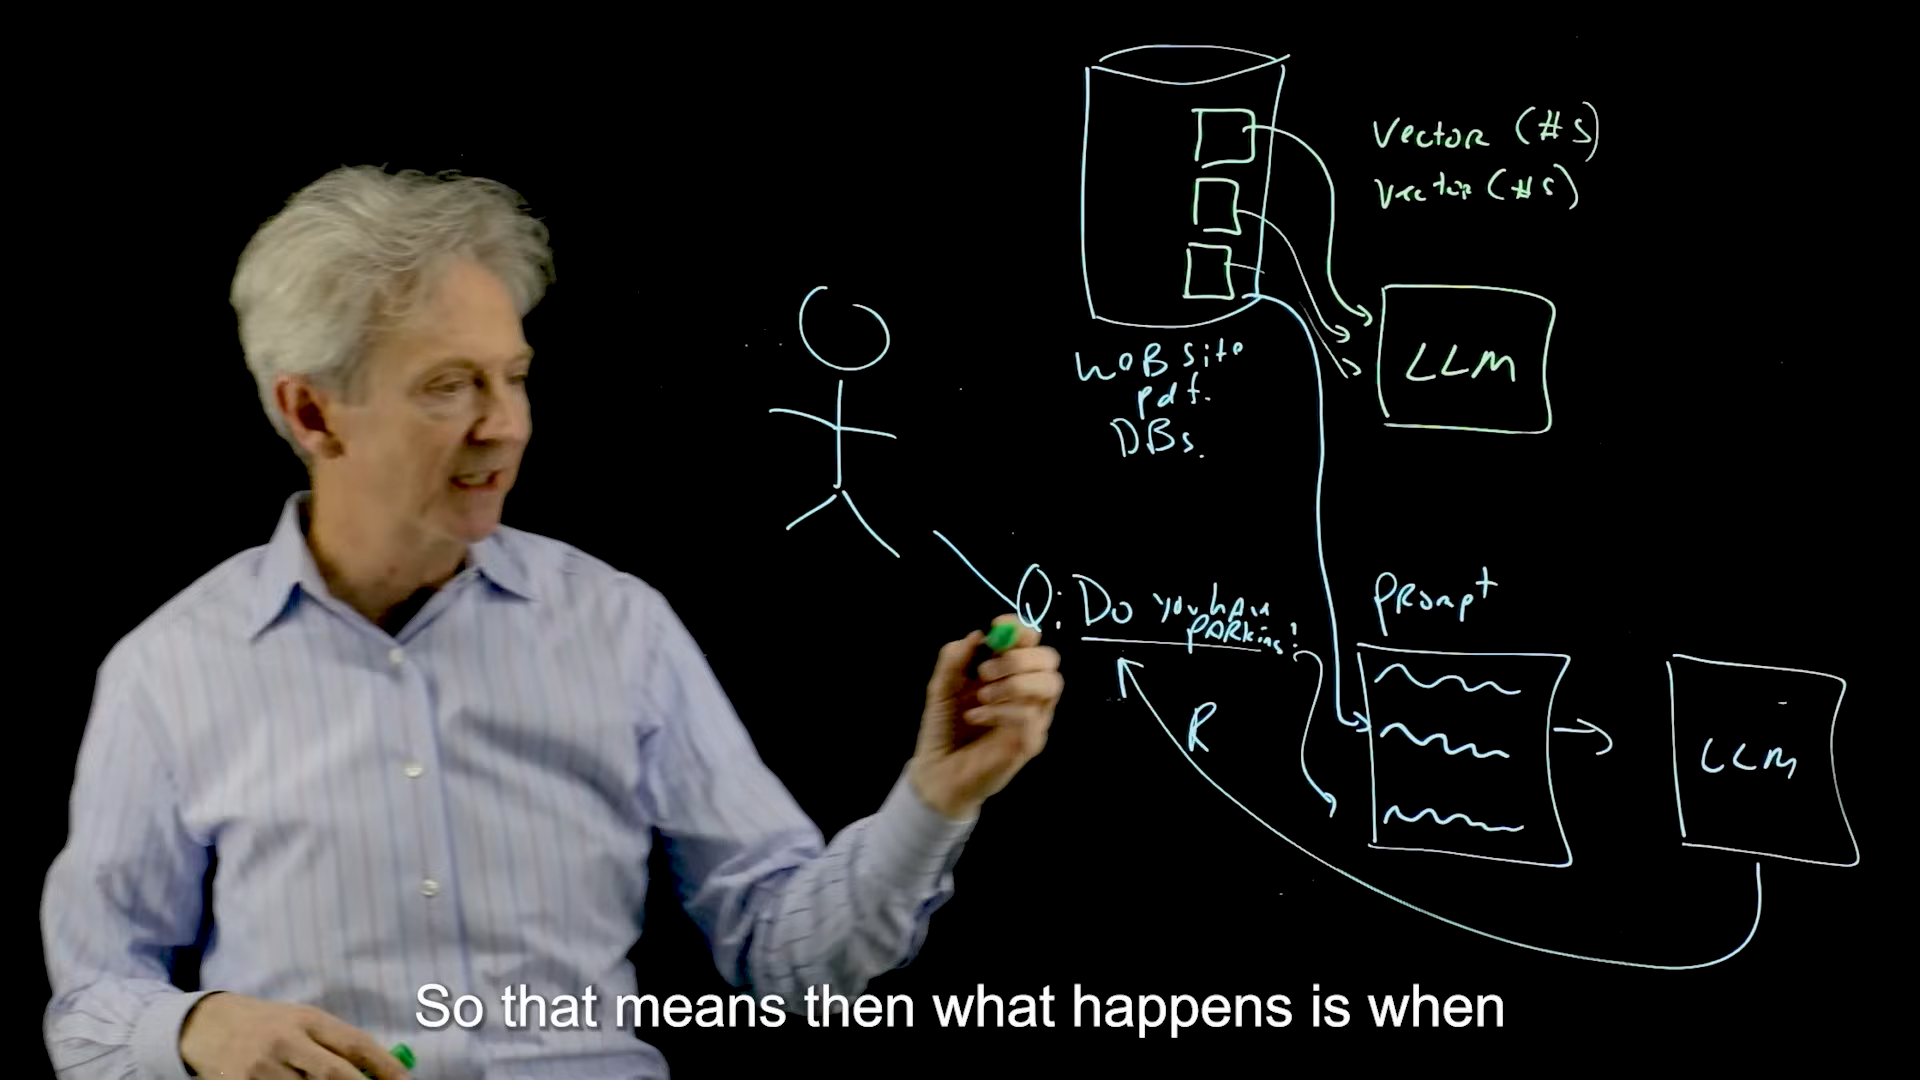 Vector (#s)
Vector (#s)
LLM
WEB site
pdf.
DBs.
Q: Do you have
parking?
Prompt
R
LLM
So that means then what happens is when